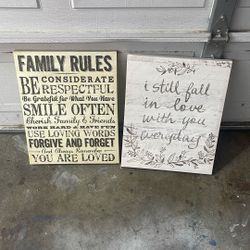 FAMILY RULES
BE CONSIDERATE
RESPECTFUL
Be Grateful for What You Have
SMILE OFTEN
Cherish Family & Friends
WORK HARD & HAVE FUN
USE LOVING WORDS
FORGIVE AND FORGET
And Always Remember
YOU ARE LOVED
i still fall
in love
with you
everyday